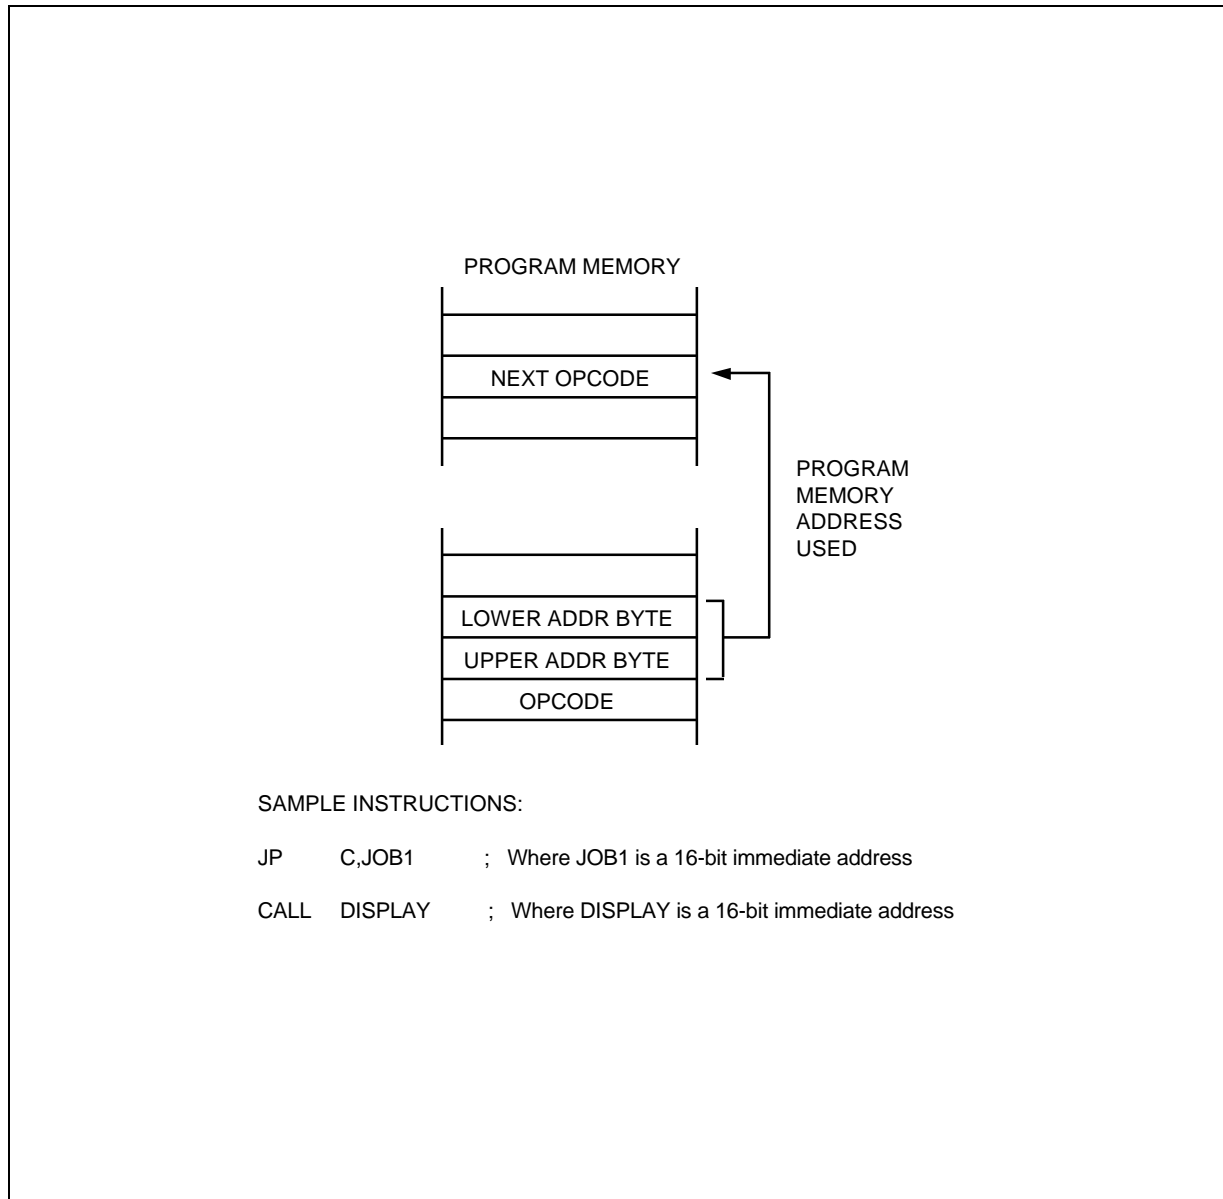 PROGRAM MEMORY
NEXT OPCODE
PROGRAM
MEMORY
ADDRESS
USED
LOWER ADDR BYTE
UPPER ADDR BYTE
OPCODE
SAMPLE INSTRUCTIONS:
JP C,JOB1 ; Where JOB1 is a 16-bit immediate address
CALL DISPLAY ; Where DISPLAY is a 16-bit immediate address